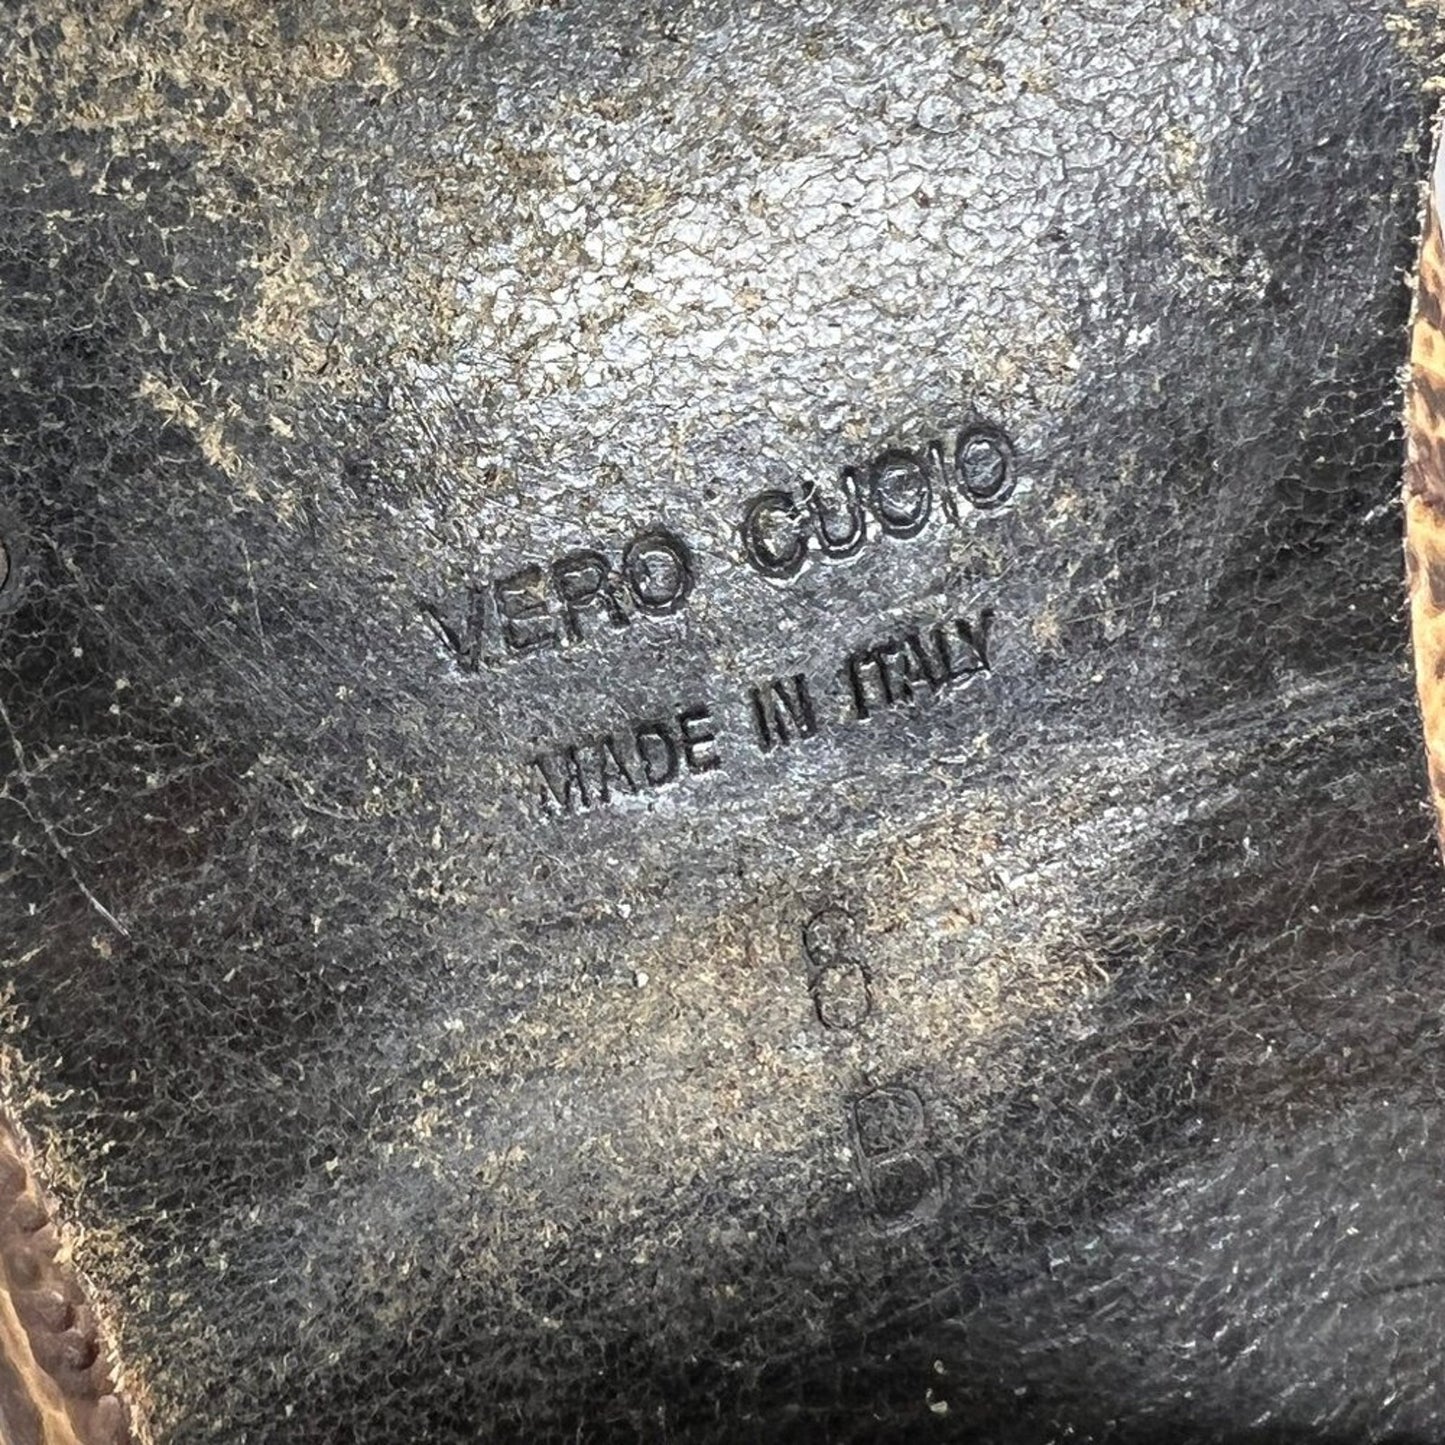 VERO CUOIO
MADE IN ITALY
8
B